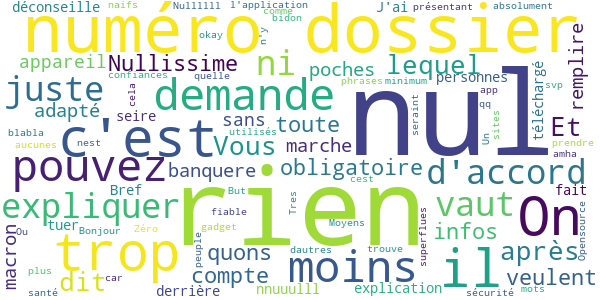 déconseille naifs Nullllll l'application J'ai présentant absolument
numéro dossier
comme bidon okay n'y
appareil Nullissime ni poches lequel personnes
confiances quelle phrases minimum app svp
juste demande nul téléchargé remplire
adapté cela seire sans toute qq sites Et
blabla c'est utilisés Vous marche seraint Un prendre
aucunes nest amha
pouvez banquere obligatoire d'accord
Bref But cest Tres fait
expliquer rien vaut On
tuer Bonjour Zéro fiable gadget Moyens infos Opensource
Ou macron trop peuple quons dautres trouve superflues après
plus dit compte moins il veulent
santé car derrière nnuuulll explication sécurité mots